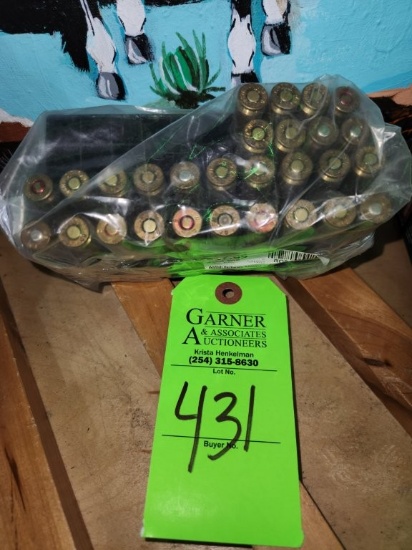 GARNER
& ASSOCIATES
AUCTIONEERS
Krista Henkelman
(254) 315-8630
Lot No.
431
Buyer No.